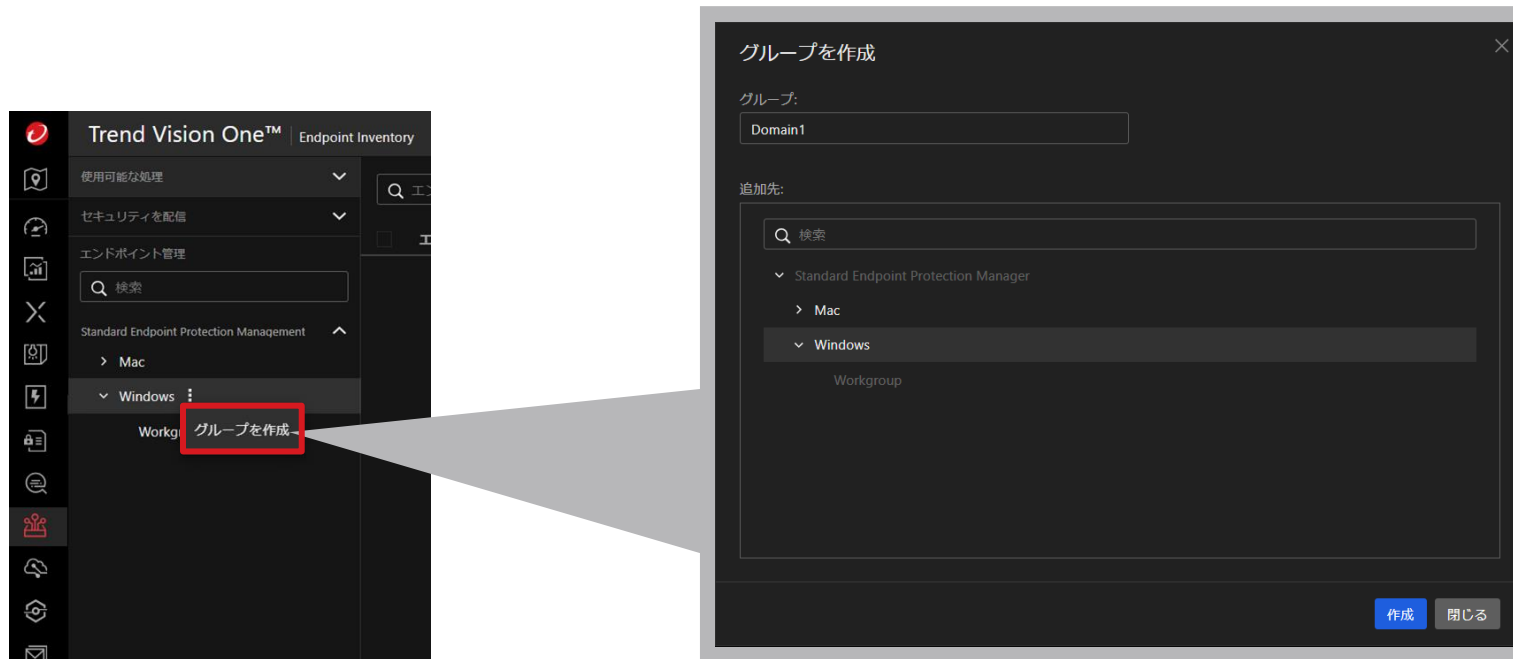 Trend Vision One™ | Endpoint Inventory
使用可能な処理
セキュリティを配信
エンドポイント管理
検索
Standard Endpoint Protection Management
Mac
Windows
グループを作成
グループを作成
グループ:
Domain1
追加先:
検索
Standard Endpoint Protection Manager
Mac
Windows
Workgroup
作成 閉じる